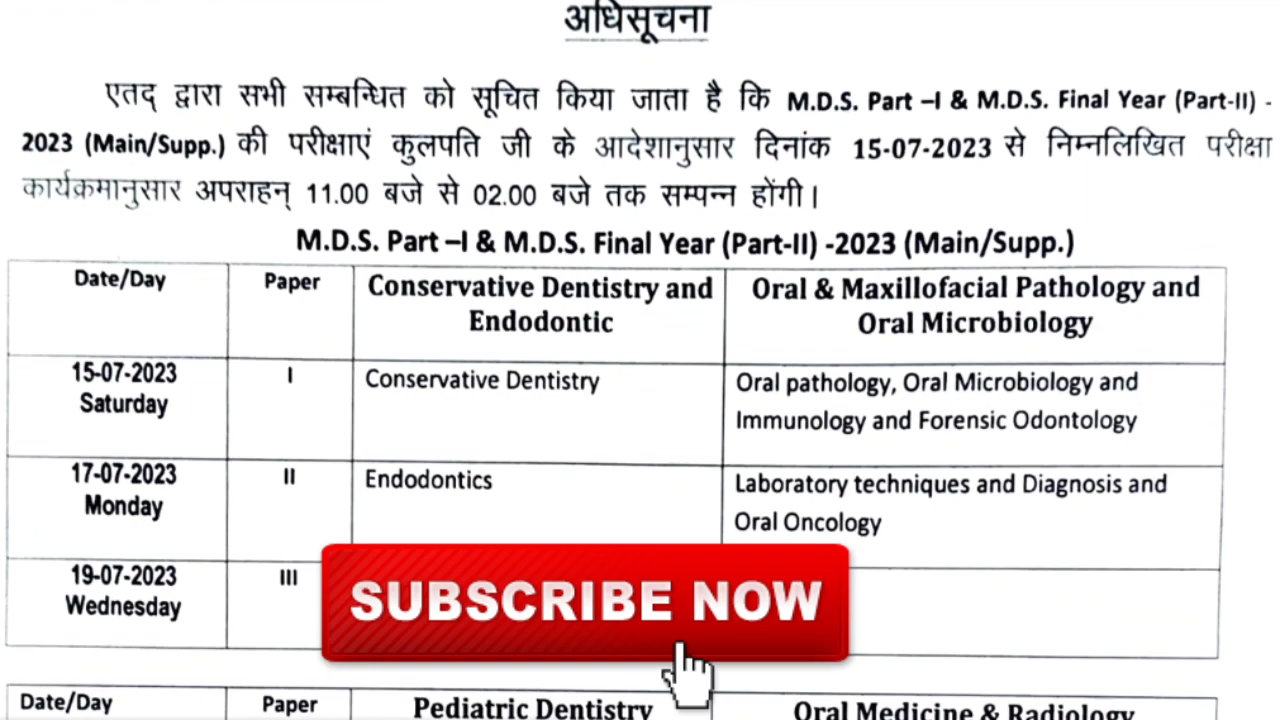 अधिसूचना
एतद् द्वारा सभी सम्बन्धित को सूचित किया जाता है कि M.D.S. Part –I & M.D.S. Final Year (Part-II) -
2023 (Main/Supp.) की परीक्षाएं कुलपति जी के आदेशानुसार दिनांक 15-07-2023 से निम्नलिखित परीक्षा
कार्यक्रमानुसार अपराहन् 11.00 बजे से 02.00 बजे तक सम्पन्न होंगी।
M.D.S. Part –I & M.D.S. Final Year (Part-II) -2023 (Main/Supp.)
Date/Day Paper Conservative Dentistry and Oral & Maxillofacial Pathology and
Endodontic Oral Microbiology
15-07-2023 I Conservative Dentistry Oral pathology, Oral Microbiology and
Saturday Immunology and Forensic Odontology
17-07-2023 II Endodontics Laboratory techniques and Diagnosis and
Monday Oral Oncology
19-07-2023 III
Wednesday
SUBSCRIBE NOW
Date/Day Paper Pediatric Dentistry Oral Medicine & Radiology